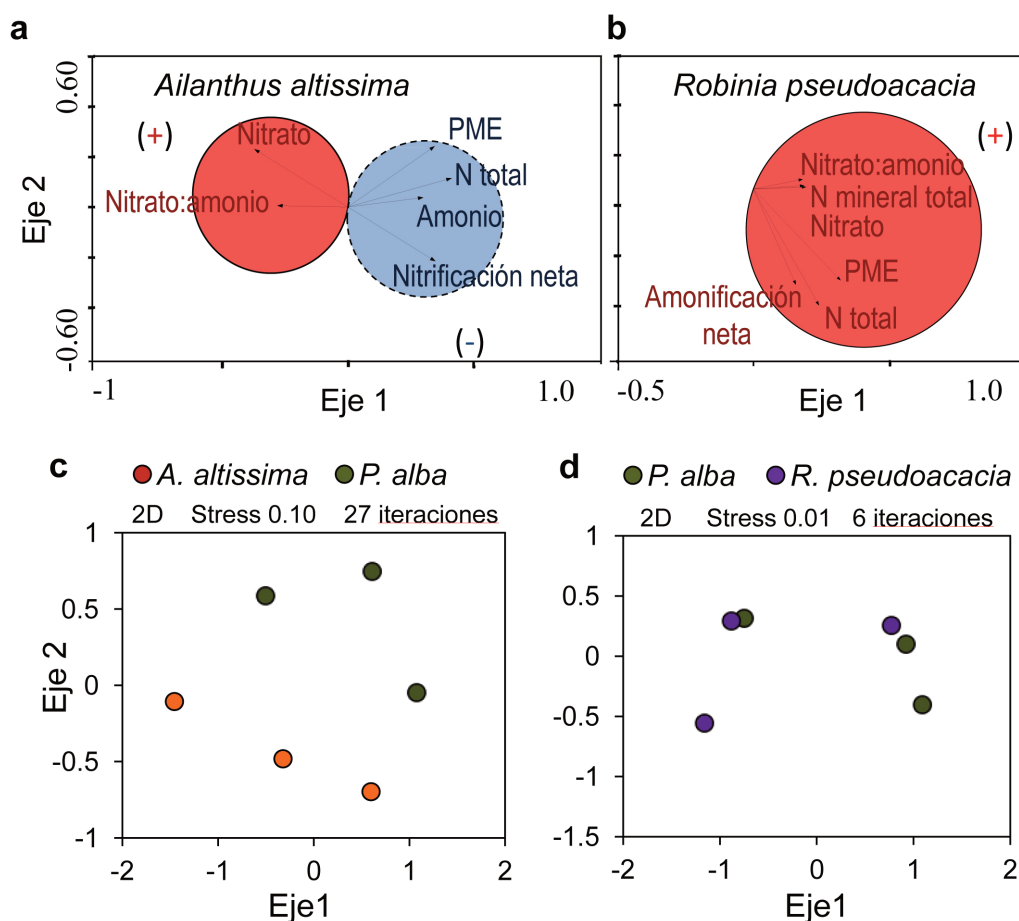 a
Ailanthus altissima
(+)
Nitrato
Nitrato:amonio
PME
N total
Amonio
Nitrificación neta
(-)
0.60
-0.60
Eje 2
-1
1.0
Eje 1
b
Robinia pseudoacacia
(+)
Nitrato:amonio
N mineral total
Nitrato
PME
Amonificación
neta
N total
-0.5
1.0
Eje 1
c
A. altissima
P. alba
2D Stress 0.10 27 iteraciones
1
0.5
0
-0.5
-1
Eje 2
-2 -1 0 1 2
Eje1
d
P. alba
R. pseudoacacia
2D Stress 0.01 6 iteraciones
1
0.5
0
-0.5
-1
-1.5
-2 -1 0 1 2
Eje1